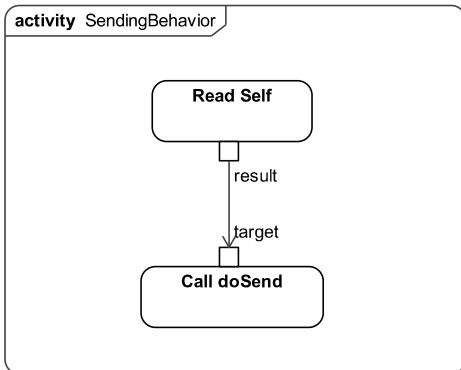 activity SendingBehavior
Read Self
result
target
Call doSend